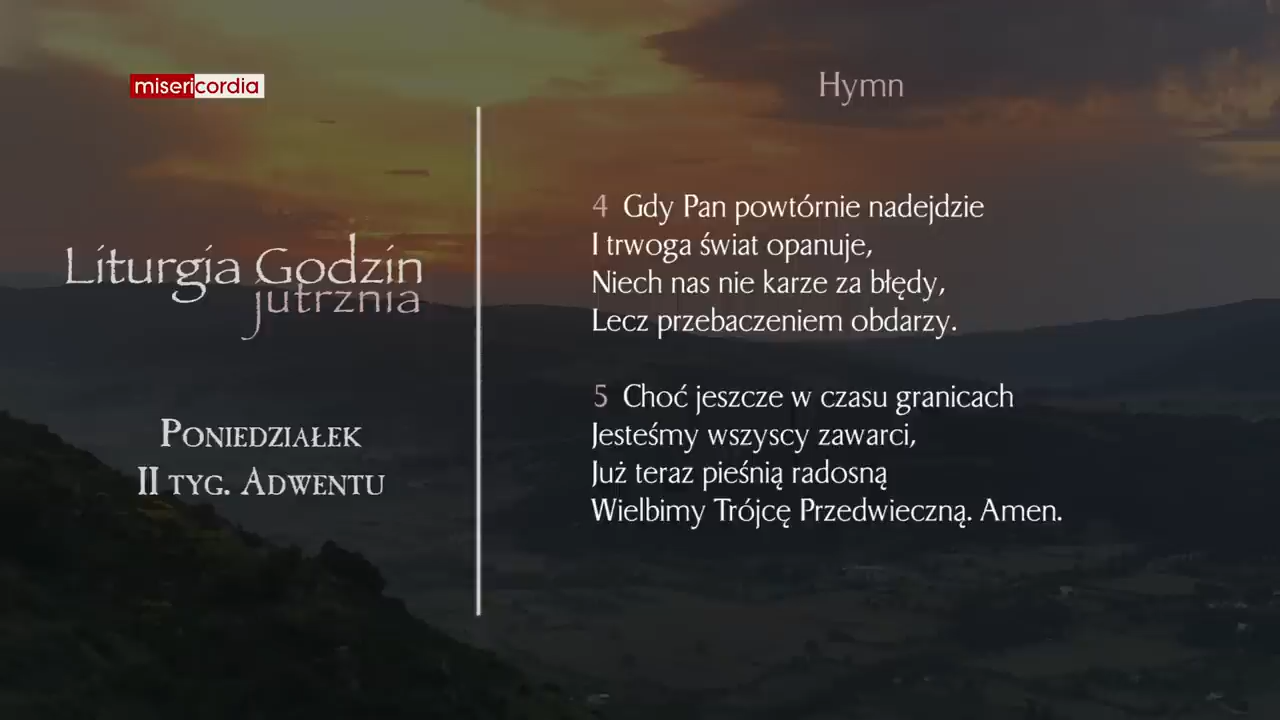 misericordia
Hymn
Liturgia Godzin
jutrznia
Poniedziałek
II tyg. Adwentu
4 Gdy Pan powtórnie nadejdzie
I trwoga świat opanuje,
Niech nas nie karze za błędy,
Lecz przebaczeniem obdarzy.
5 Choć jeszcze w czasu granicach
Jesteśmy wszyscy zawarci,
Już teraz pieśnią radosną
Wielbimy Trójcę Przedwieczną. Amen.